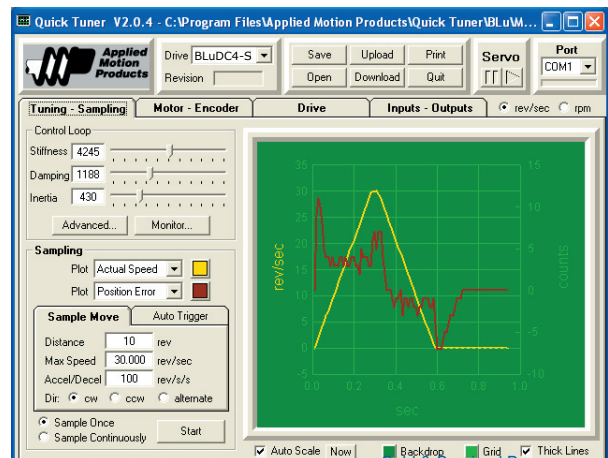 Quick Tuner V2.0.4 - C:\Program Files\Applied Motion Products\Quick Tuner\BLu\M...
Applied
Motion
Products
Drive BLuDC4-S
Revision
Save Upload Print
Open Download Quit
Servo
Port
COM1
Tuning - Sampling Motor - Encoder Drive Inputs - Outputs rev/sec rpm
Control Loop
Stiffness 4245
Damping 1188
Inertia 430
Advanced... Monitor...
Sampling
Plot Actual Speed
Plot Position Error
Sample Move Auto Trigger
Distance 10 rev
Max Speed 30.000 rev/sec
Accel/Decel 100 rev/s/s
Dir: cw ccw alternate
Sample Once
Sample Continuously
Start
35
30
25
20
15
10
5
0
-5
rev/sec
15
10
5
0
-5
-10
counts
0.0 0.2 0.4 0.6 0.8 1.0
sec
Auto Scale Now Backdrop Grid Thick Lines